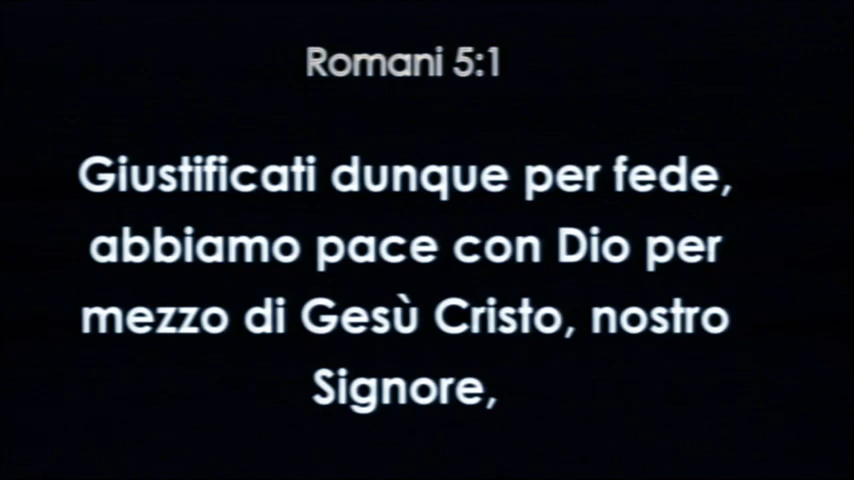 Romani 5:1
Giustificati dunque per fede,
abbiamo pace con Dio per
mezzo di Gesù Cristo, nostro
Signore,